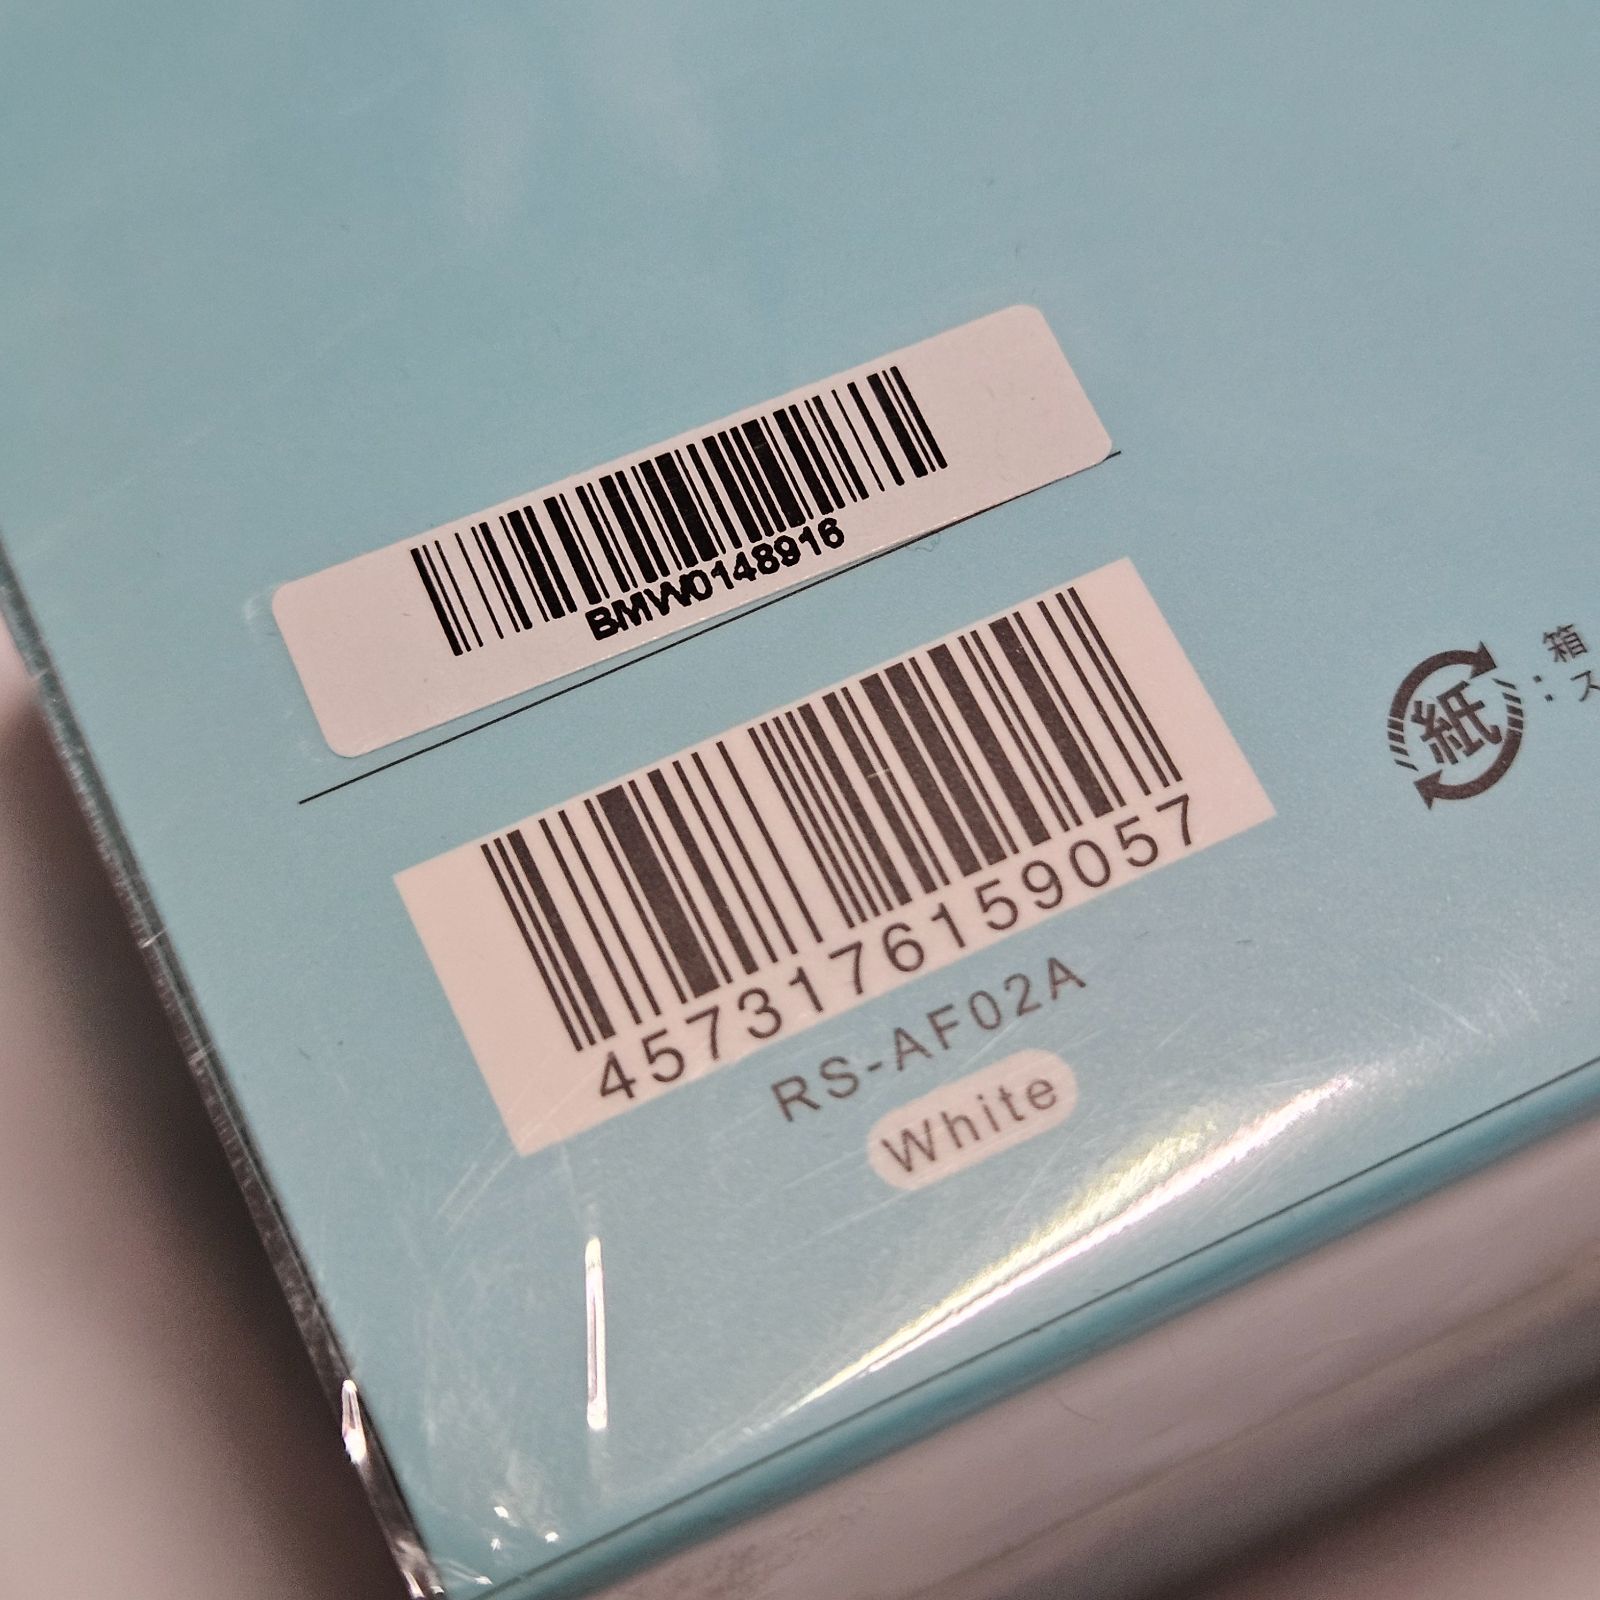 BMW0148916
4573176159057
RS-AF02A
White
紙
: 箱
ス